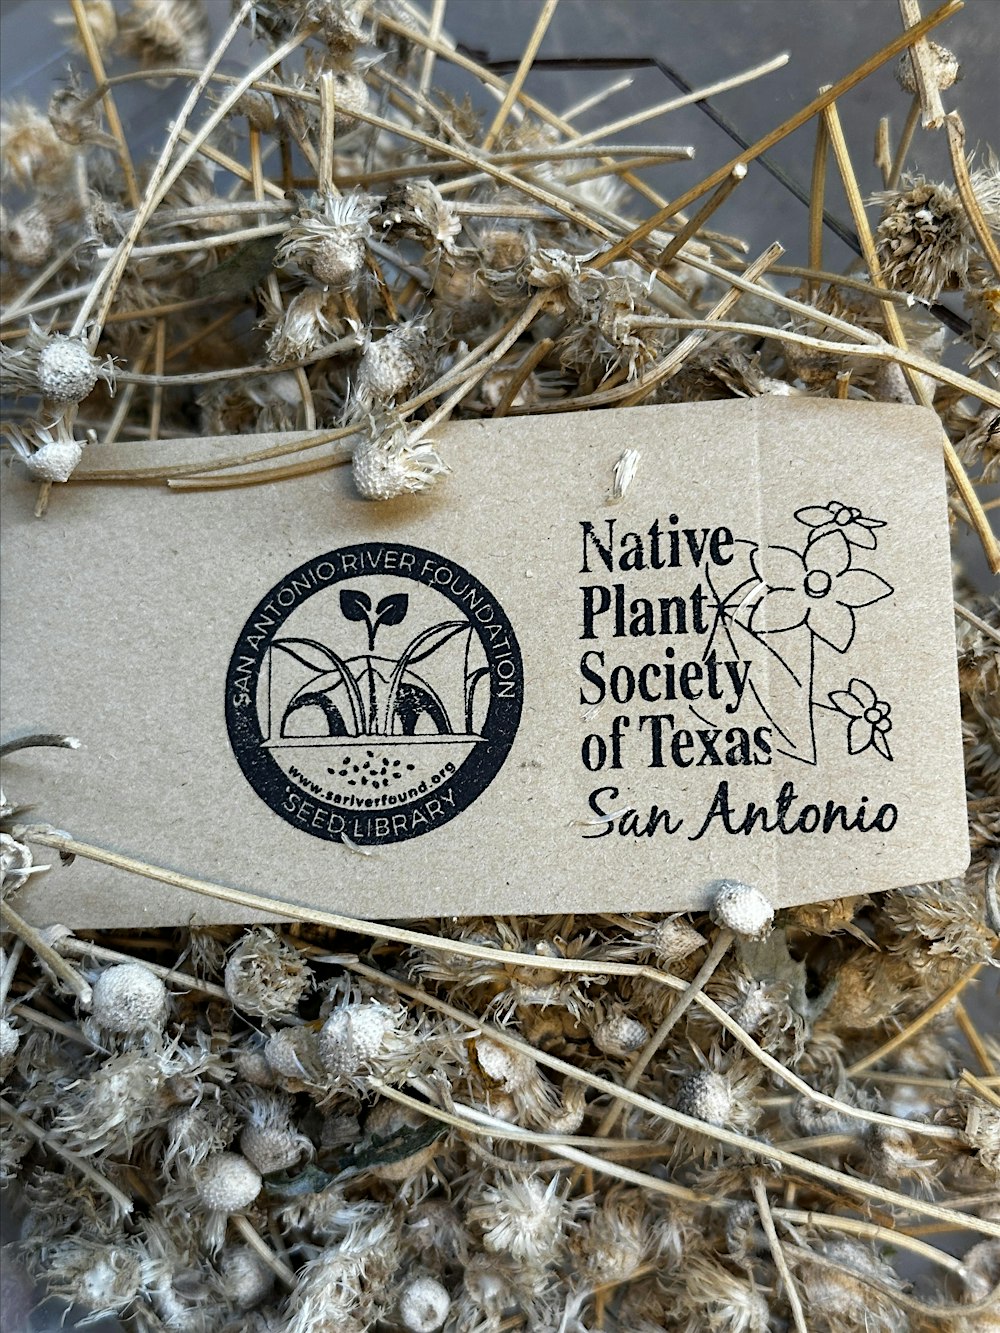 SAN ANTONIO RIVER FOUNDATION
www.sariverfound.org
SEED LIBRARY
Native
Plant
Society
of Texas
San Antonio